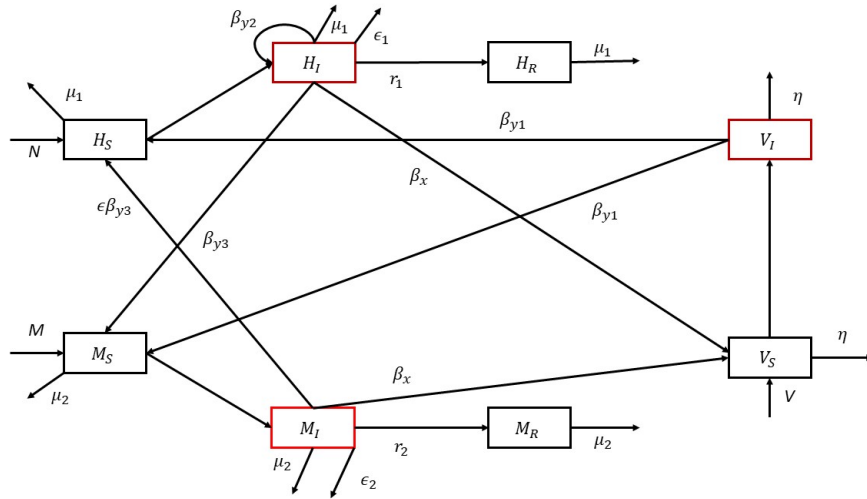 β_{y2}
μ_1
ϵ_1
H_I
H_R
μ_1
r_1
μ_1
η
H_S
N
β_{y1}
V_I
ϵβ_{y3}
β_x
β_{y1}
β_{y3}
M
M_S
μ_2
η
V_S
β_x
V
M_I
M_R
r_2
μ_2
μ_2
ϵ_2